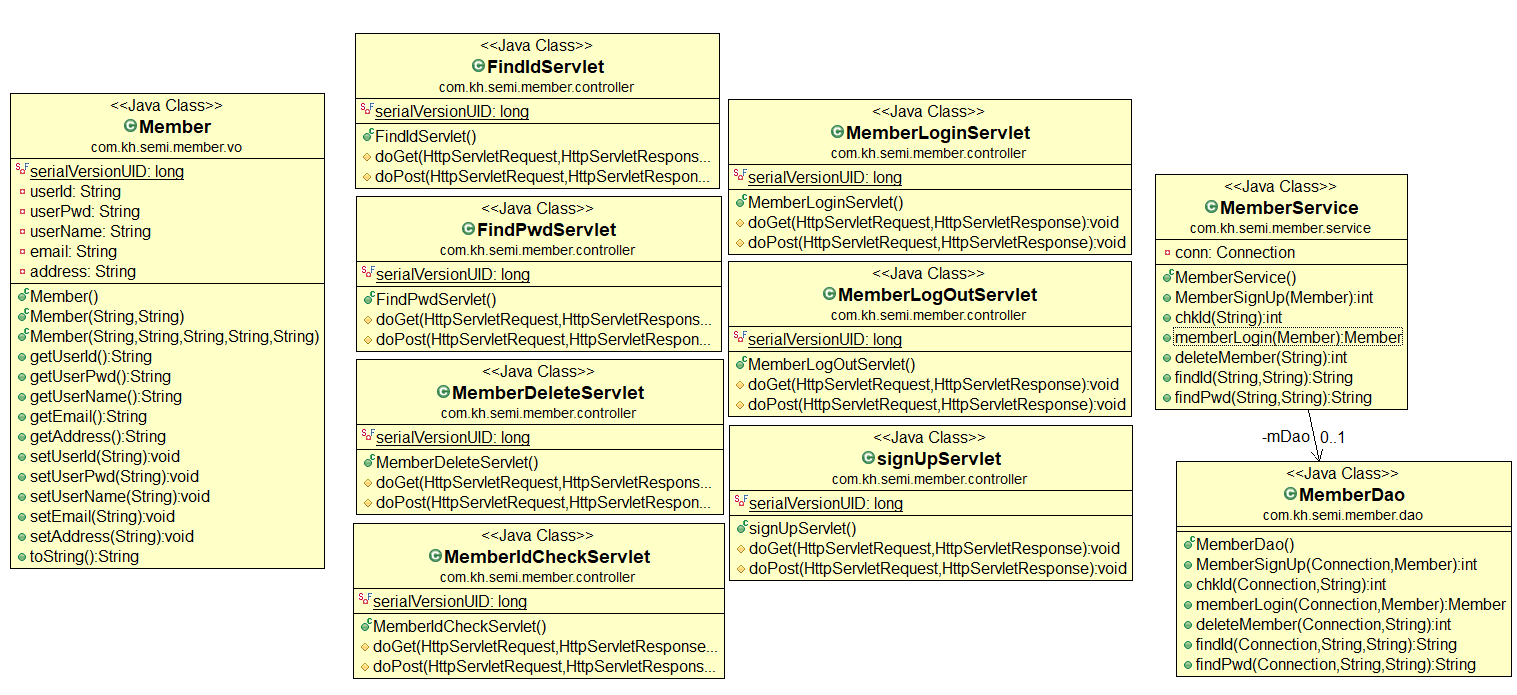 <<Java Class>>
Member
com.kh.semi.member.vo
serialVersionUID: long
userId: String
userPwd: String
userName: String
email: String
address: String
Member()
Member(String,String)
Member(String,String,String,String,String)
getUserId():String
getUserPwd():String
getUserName():String
getEmail():String
getAddress():String
setUserId(String):void
setUserPwd(String):void
setUserName(String):void
setEmail(String):void
setAddress(String):void
toString():String
<<Java Class>>
FindIdServlet
com.kh.semi.member.controller
serialVersionUID: long
FindIdServlet()
doGet(HttpServletRequest,HttpServletRespons...
doPost(HttpServletRequest,HttpServletRespon...
<<Java Class>>
FindPwdServlet
com.kh.semi.member.controller
serialVersionUID: long
FindPwdServlet()
doGet(HttpServletRequest,HttpServletRespons...
doPost(HttpServletRequest,HttpServletRespon...
<<Java Class>>
MemberDeleteServlet
com.kh.semi.member.controller
serialVersionUID: long
MemberDeleteServlet()
doGet(HttpServletRequest,HttpServletRespons...
doPost(HttpServletRequest,HttpServletRespon...
<<Java Class>>
MemberIdCheckServlet
com.kh.semi.member.controller
serialVersionUID: long
MemberIdCheckServlet()
doGet(HttpServletRequest,HttpServletResponse...
doPost(HttpServletRequest,HttpServletRespons...
<<Java Class>>
MemberLoginServlet
com.kh.semi.member.controller
serialVersionUID: long
MemberLoginServlet()
doGet(HttpServletRequest,HttpServletResponse):void
doPost(HttpServletRequest,HttpServletResponse):void
<<Java Class>>
MemberLogOutServlet
com.kh.semi.member.controller
serialVersionUID: long
MemberLogOutServlet()
doGet(HttpServletRequest,HttpServletResponse):void
doPost(HttpServletRequest,HttpServletResponse):void
<<Java Class>>
signUpServlet
com.kh.semi.member.controller
serialVersionUID: long
signUpServlet()
doGet(HttpServletRequest,HttpServletResponse):void
doPost(HttpServletRequest,HttpServletResponse):void
<<Java Class>>
MemberService
com.kh.semi.member.service
conn: Connection
MemberService()
MemberSignUp(Member):int
chkId(String):int
memberLogin(Member):Member
deleteMember(String):int
findId(String,String):String
findPwd(String,String):String
-mDao 0..1
<<Java Class>>
MemberDao
com.kh.semi.member.dao
MemberDao()
MemberSignUp(Connection,Member):int
chkId(Connection,String):int
memberLogin(Connection,Member):Member
deleteMember(Connection,String):int
findId(Connection,String,String):String
findPwd(Connection,String,String):String